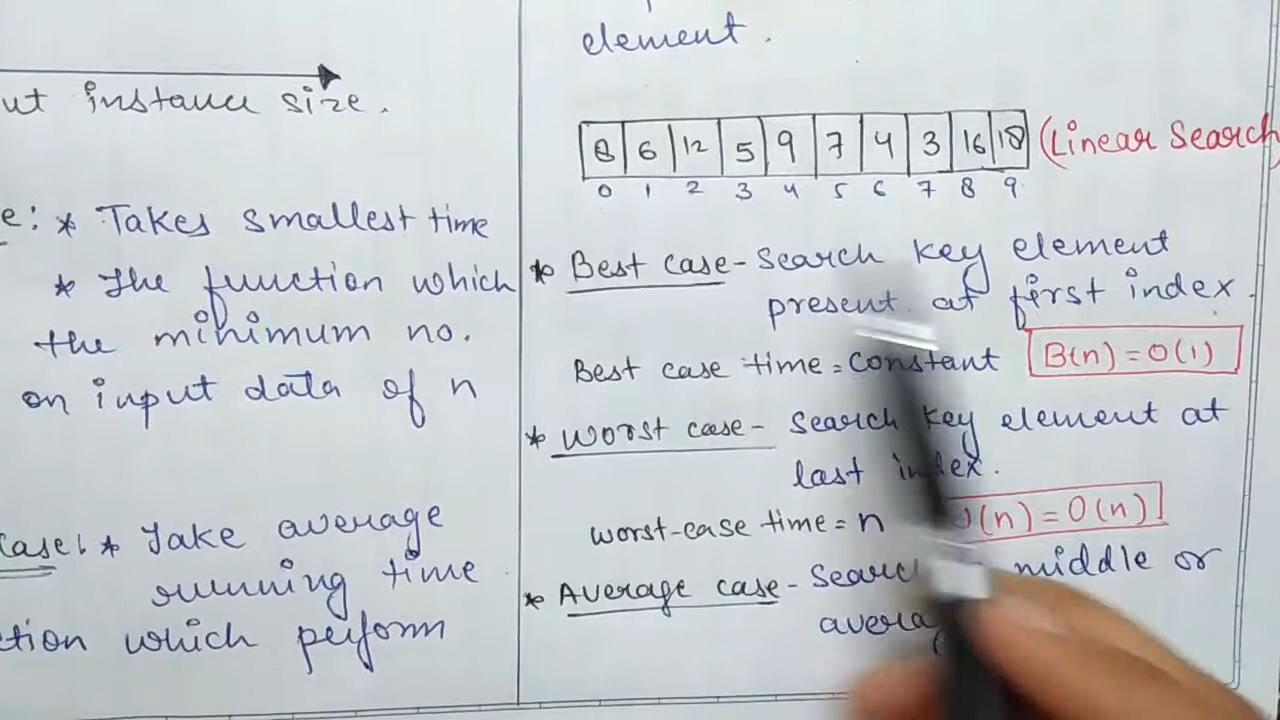 ut instance size.
e: * Takes smallest time
* The function which
the minimum no.
on input data of n
case: * Take average
running time
ction which perform
element.
8 6 12 5 9 7 4 3 16 18 (Linear Search)
0 1 2 3 4 5 6 7 8 9
* Best case - Search key element
present at first index.
Best case time = constant B(n) = O(1)
* Worst case - Search key element at
last index.
worst-case time = n (n) = O(n)
* Average case - middle or